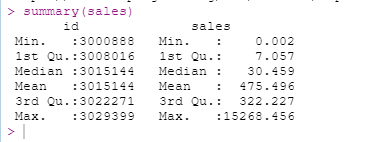 > summary(sales)
id sales
Min. :3000888 Min. : 0.002
1st Qu.:3008016 1st Qu.: 7.057
Median :3015144 Median : 30.459
Mean :3015144 Mean : 475.496
3rd Qu.:3022271 3rd Qu.: 322.227
Max. :3029399 Max. :15268.456
>